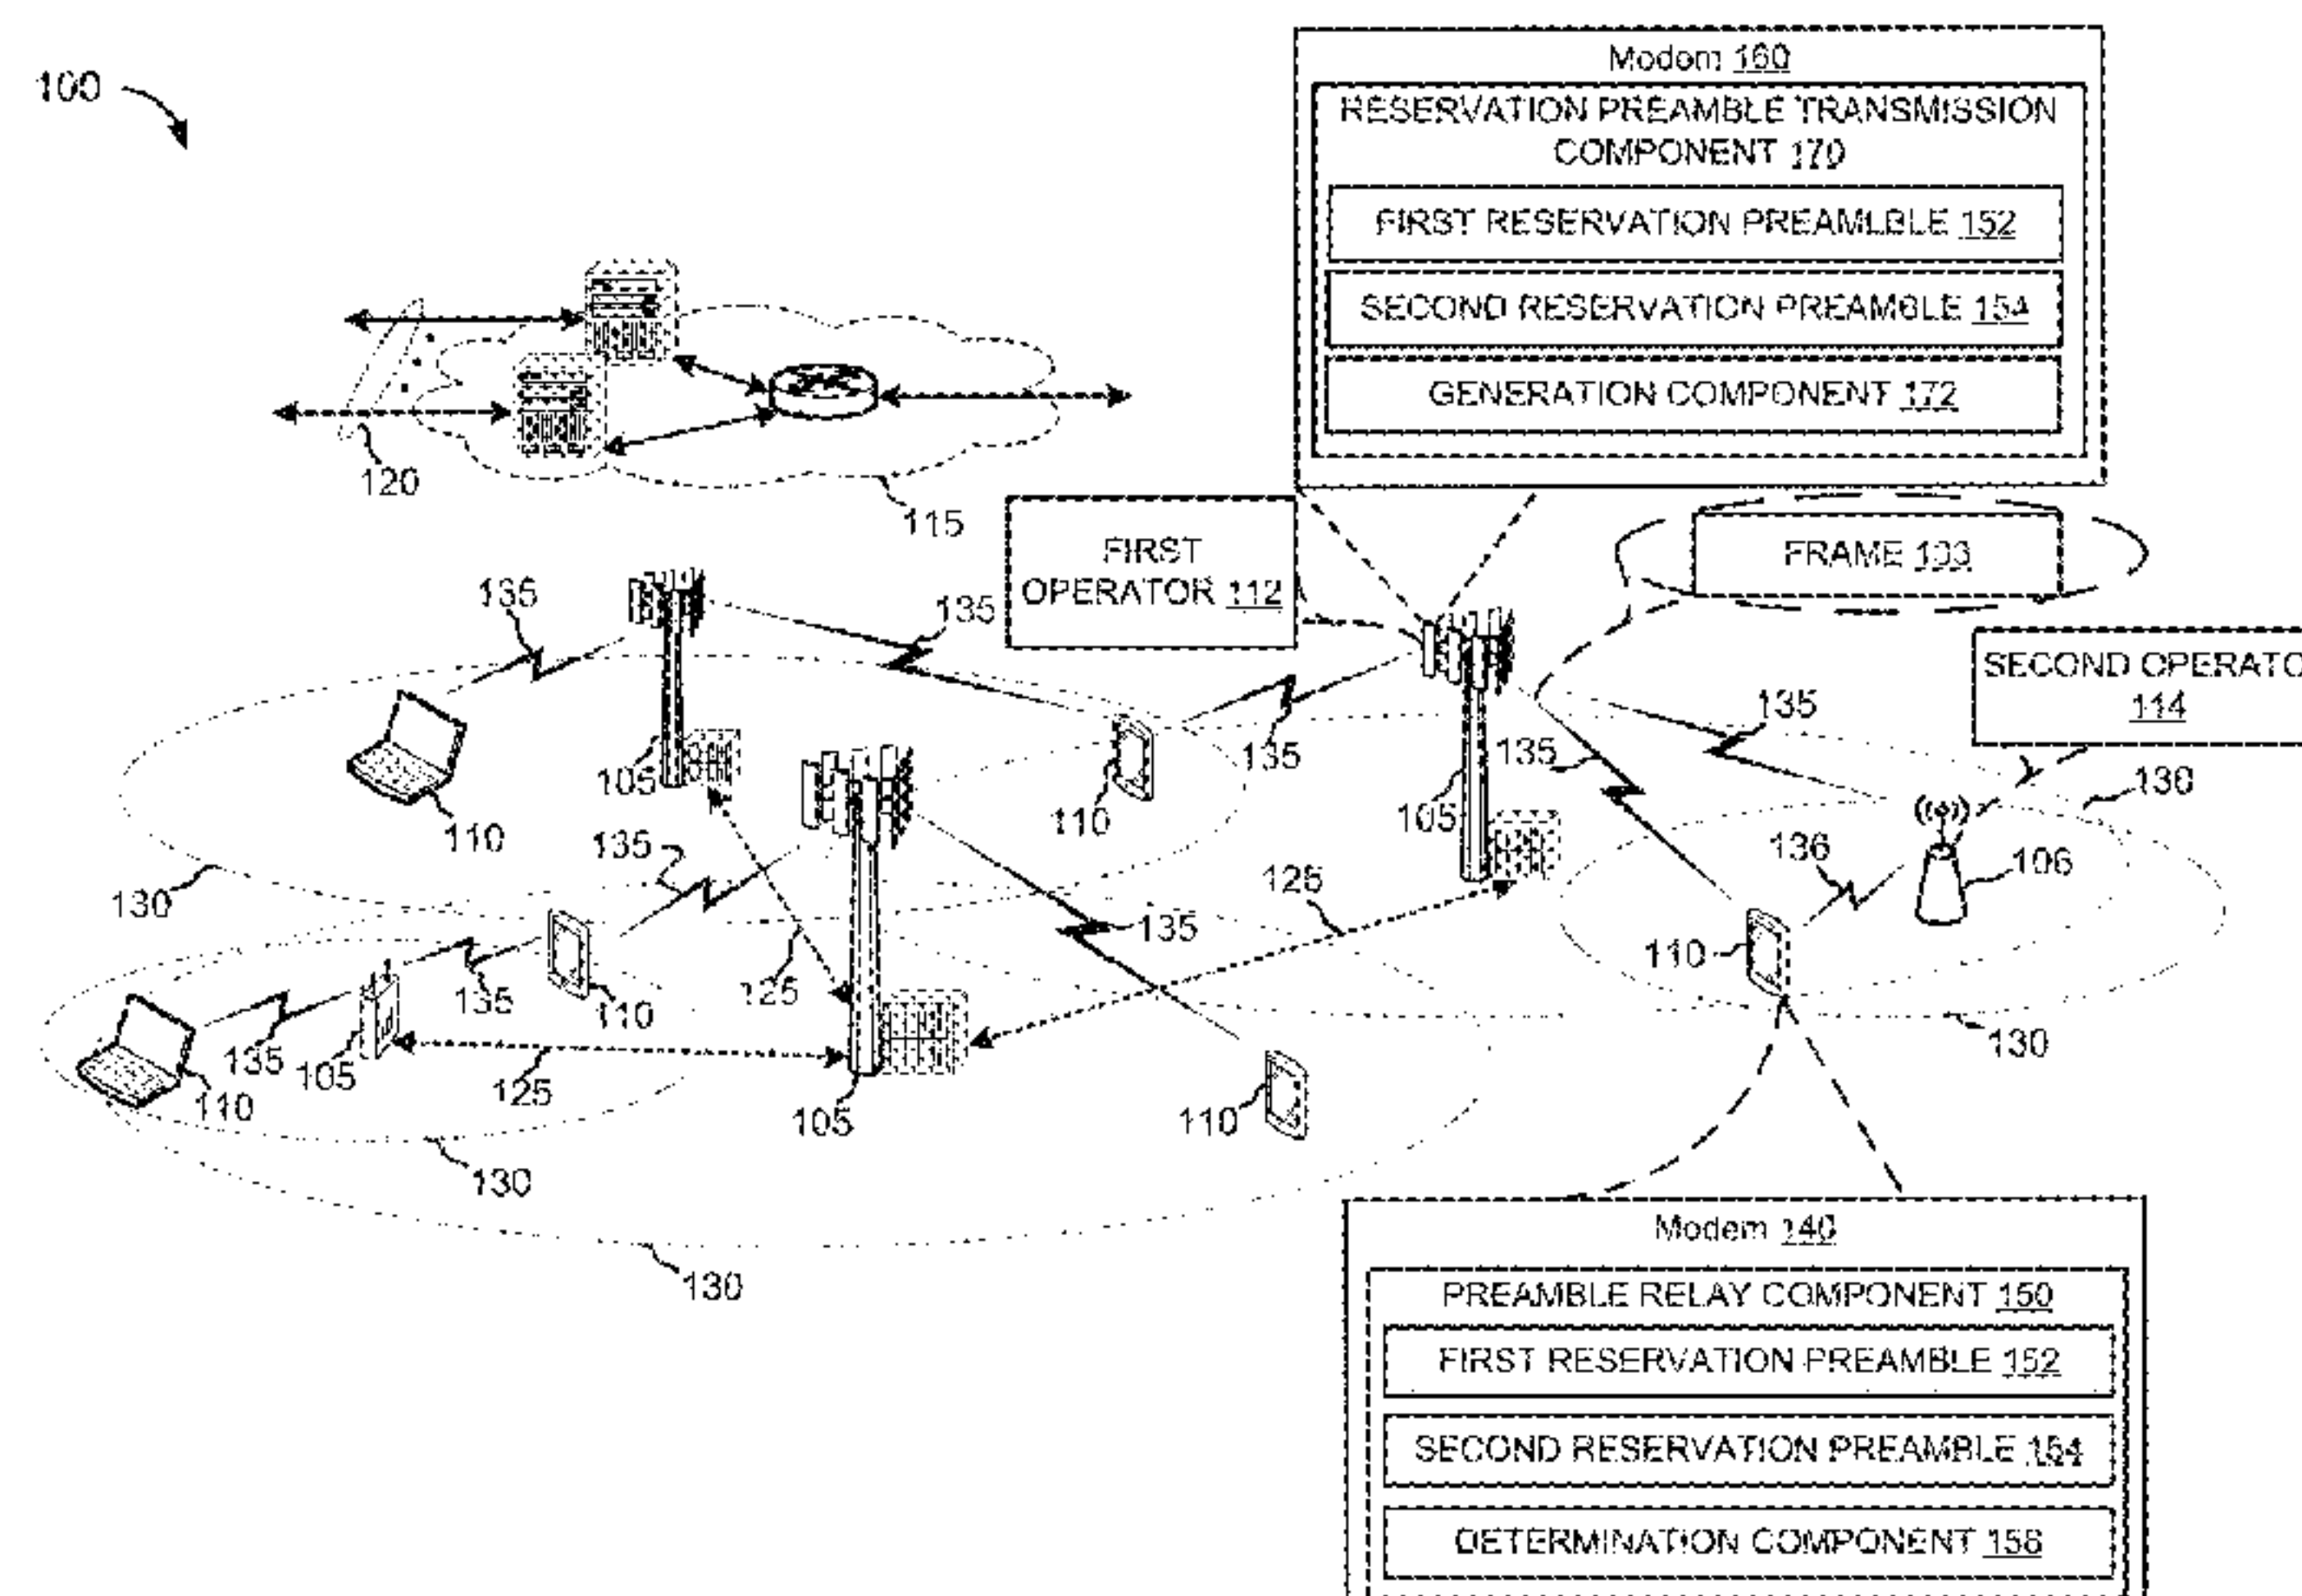 100
Modem 160
RESERVATION PREAMBLE TRANSMISSION
COMPONENT 170
FIRST RESERVATION PREAMLBLE 152
SECOND RESERVATION PREAMBLE 154
GENERATION COMPONENT 172
120
115
FIRST
OPERATOR 112
FRAME 103
SECOND OPERATO
114
135
135
135
135
135
105
110
110
105
130
135
136
106
130
125
135
110
130
135
125
110
135
105
110
125
105
110
130
130
130
Modem 140
PREAMBLE RELAY COMPONENT 150
FIRST RESERVATION PREAMBLE 152
SECOND RESERVATION PREAMBLE 154
DETERMINATION COMPONENT 156